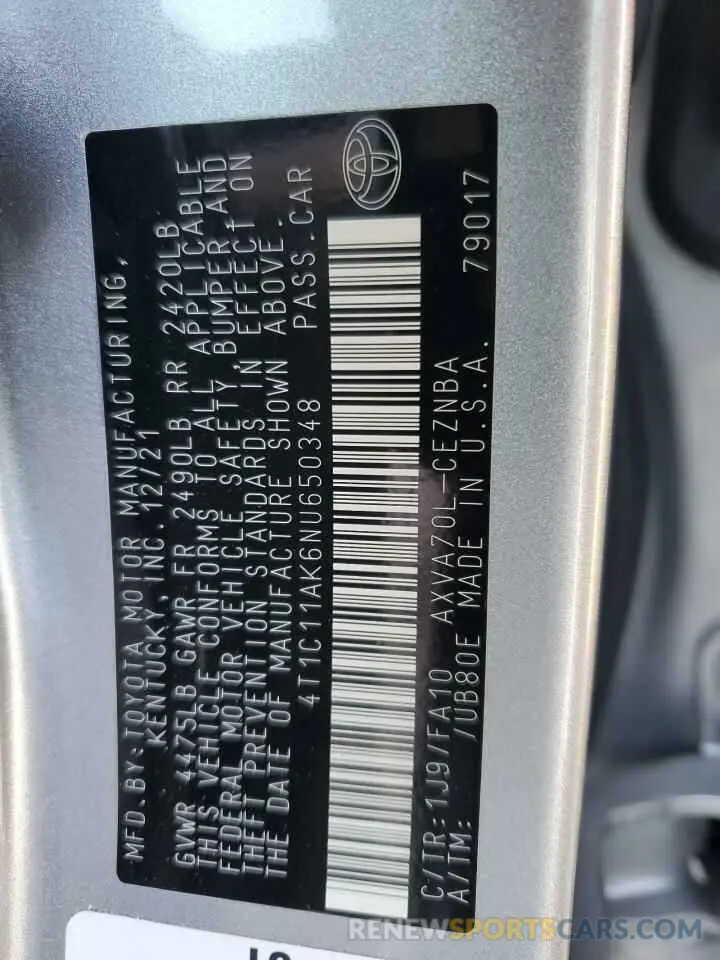 MFD.BY:TOYOTA MOTOR MANUFACTURING,
KENTUCKY, INC. 12/21
GVWR 4475LB GAWR FR 2490LB RR 2420LB
THIS VEHICLE CONFORMS TO ALL APPLICABLE
FEDERAL MOTOR VEHICLE SAFETY, BUMPER AND
THEFT PREVENTION STANDARDS IN EFFECT ON
THE DATE OF MANUFACTURE SHOWN ABOVE.
4T1C11AK6NU650348 PASS.CAR
C/TR:1J9/FA10 AXVA70L-CEZNBA
A/TM: /UB80E MADE IN U.S.A. 79017
RENEWSPORTSCARS.COM